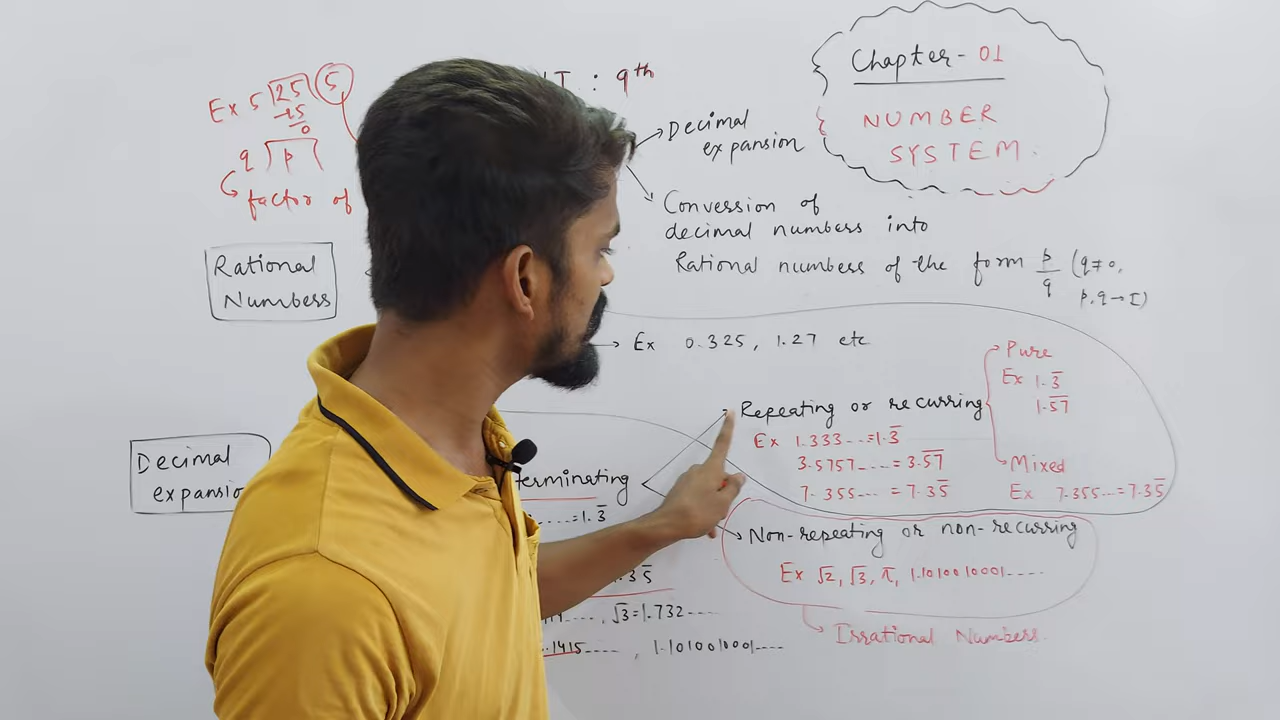 Chapter- 01
NUMBER
SYSTEM.
: 9th
Ex 5 25 5
25
0
q p
factor of
Decimal
expansion
Conversion of
decimal numbers into
Rational numbers of the form p/q (q≠0,
p,q→I)
Rational
Numbers
Ex 0.325, 1.27 etc
Decimal
expansio
terminating
.....=1.3̅
35̅
...., √3=1.732----
.1415----- , 1.1010010001----
Repeating or recurring
Ex 1.333...=1.3̅
3.5757..... = 3.5̅7̅
7.355... = 7.35̅
Pure
Ex 1.3̅
1.5̅7̅
Mixed
Ex 7.355...=7.35̅
Non-repeating or non-recurring
Ex √2, √3, π, 1.1010010001.....
Irrational Numbers.